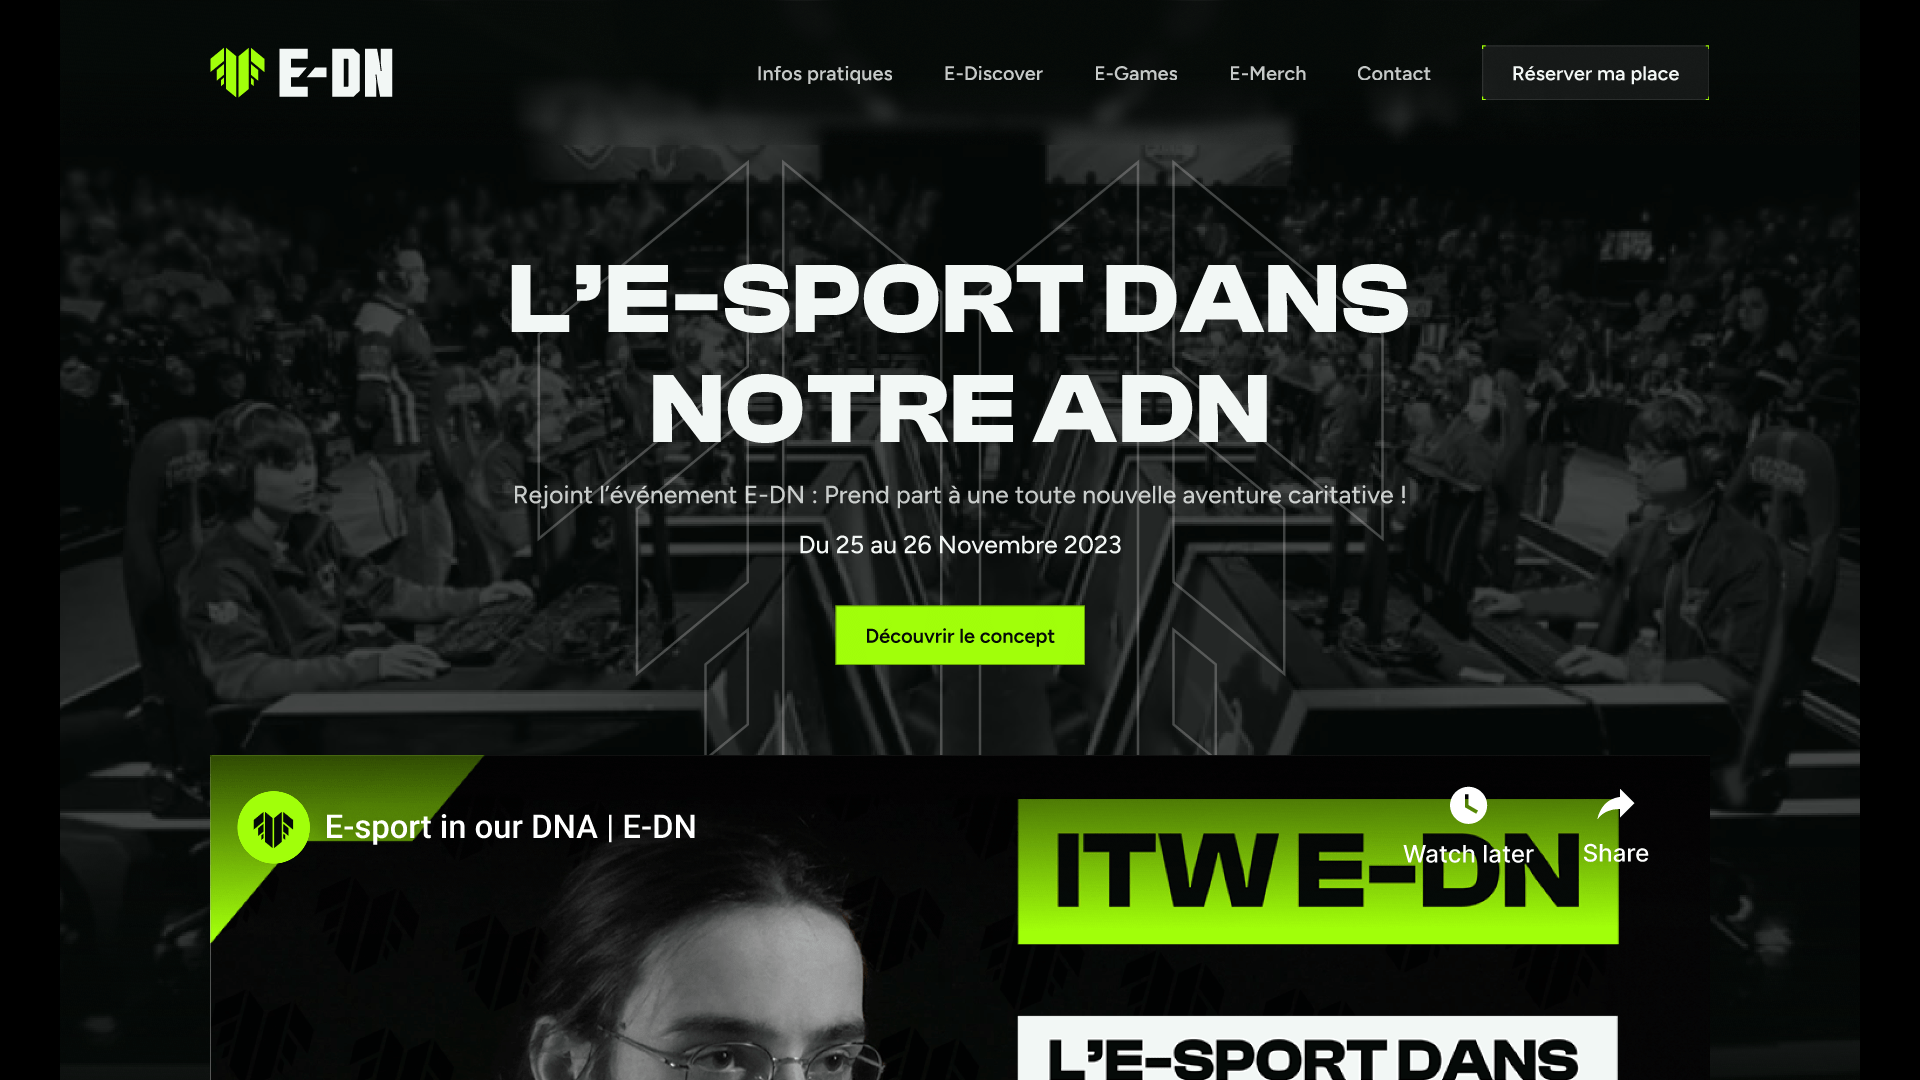 E-DN
Infos pratiques
E-Discover
E-Games
E-Merch
Contact
Réserver ma place
L’E-SPORT DANS
NOTRE ADN
Rejoint l’événement E-DN : Prend part à une toute nouvelle aventure caritative !
Du 25 au 26 Novembre 2023
Découvrir le concept
E-sport in our DNA | E-DN
Watch later
Share
ITW E-DN
L’E-SPORT DANS